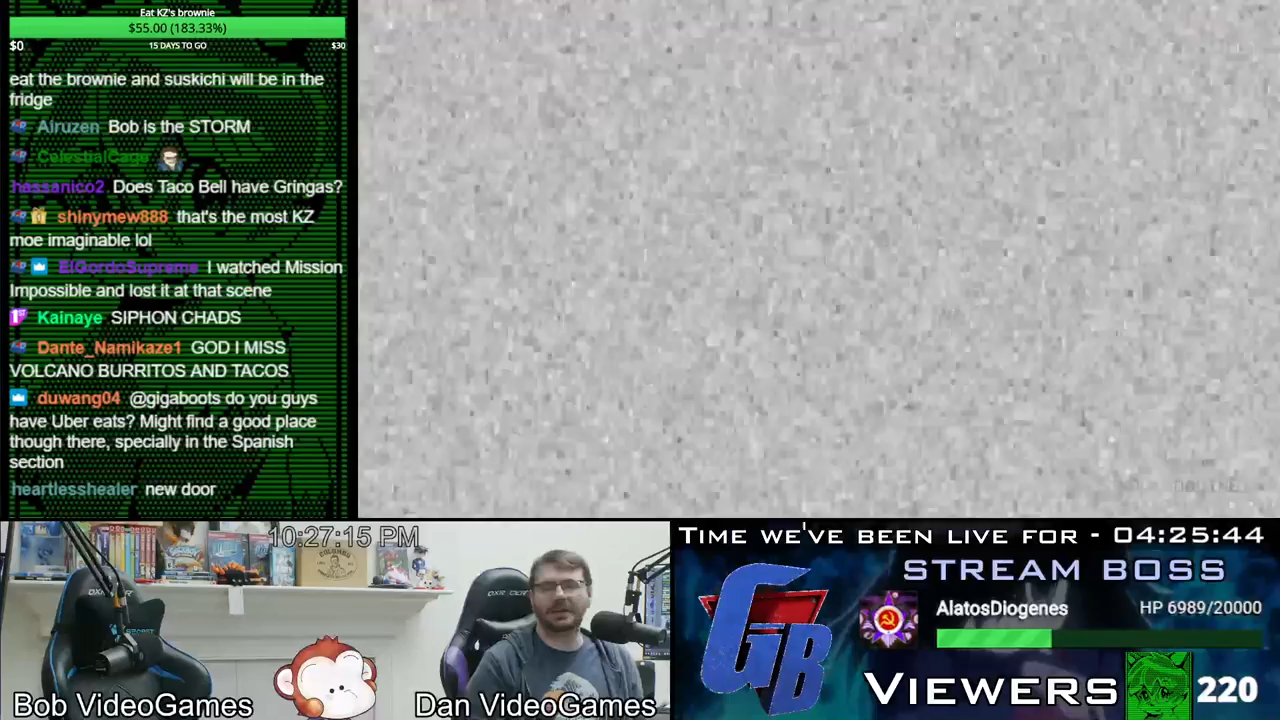 Eat KZ's brownie
$55.00 (183.33%)
$0 15 DAYS TO GO $30
eat the brownie and suskichi will be in the
fridge
Airuzen Bob is the STORM
CelestialCage
hassanico2 Does Taco Bell have Gringas?
shinymew888 that's the most KZ
moe imaginable lol
ElGordoSupreme I watched Mission
Impossible and lost it at that scene
1ST Kainaye SIPHON CHADS
Dante_Namikaze1 GOD I MISS
VOLCANO BURRITOS AND TACOS
duwang04 @gigaboots do you guys
have Uber eats? Might find a good place
though there, specially in the Spanish
section
heartlesshealer new door
10:27:15 PM
COLUMBO
Bob VideoGames
Dan VideoGames
TIME WE'VE BEEN LIVE FOR - 04:25:44
STREAM BOSS
AlatosDiogenes HP 6989/20000
GB
VIEWERS 220